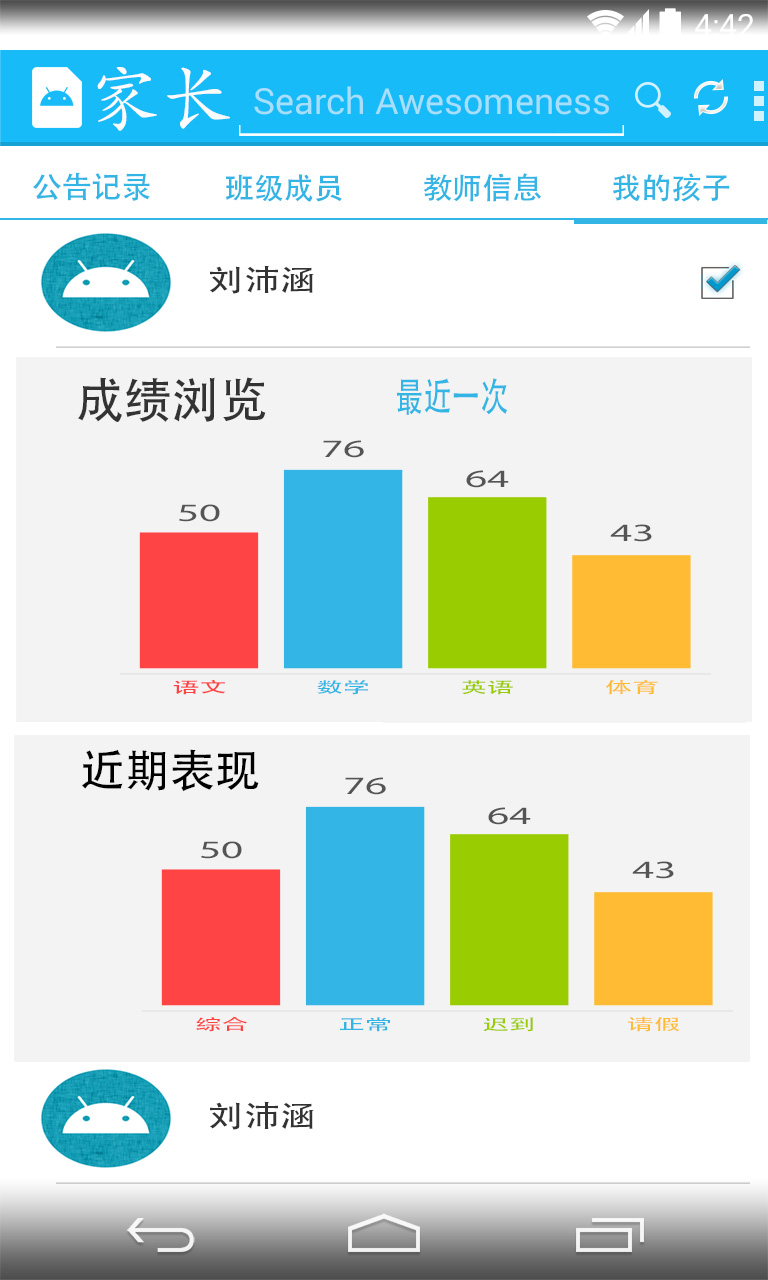 4:42
家长 Search Awesomeness
公告记录 班级成员 教师信息 我的孩子
刘沛涵
成绩浏览 最近一次
76
64
50
43
语文 数学 英语 体育
近期表现
76
64
50
43
综合 正常 迟到 请假
刘沛涵